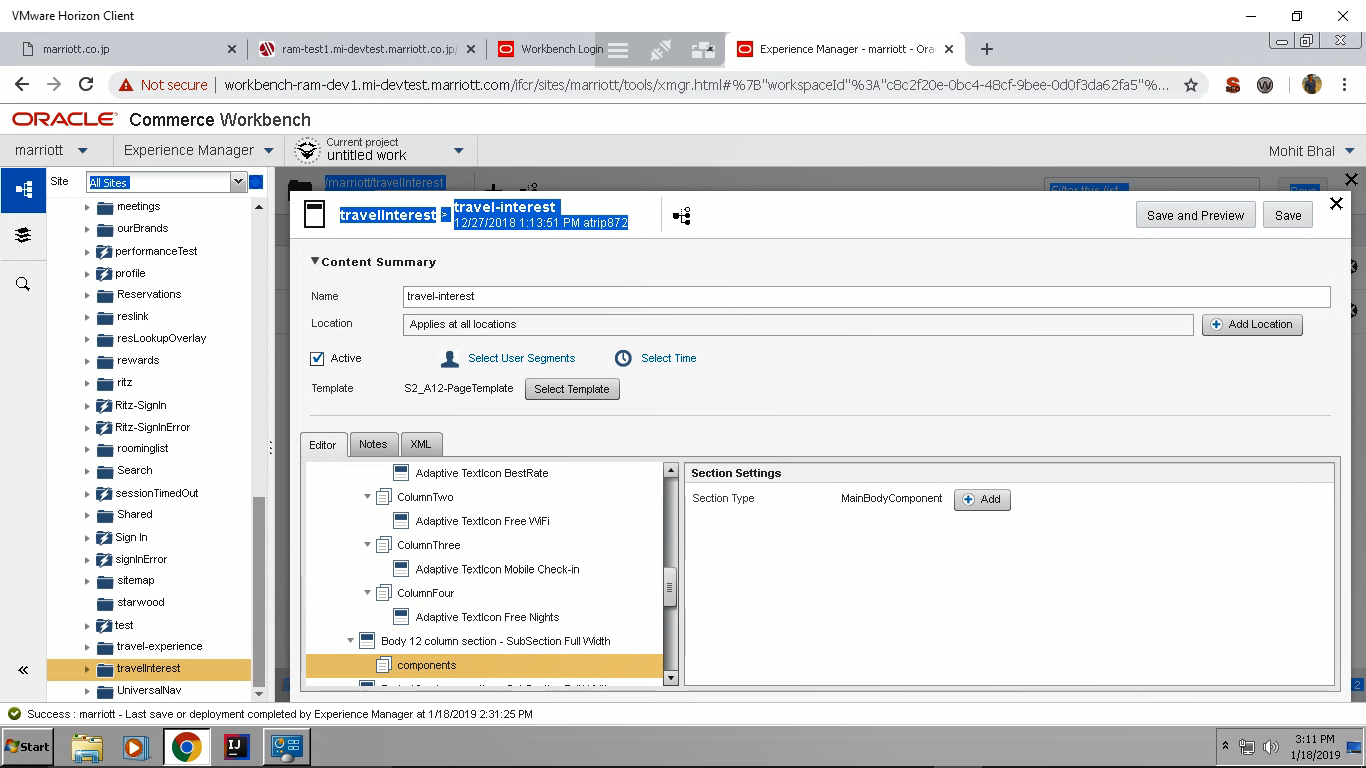 VMware Horizon Client
marriott.co.jp
ram-test1.mi-devtest.marriott.co.jp/
Workbench Login
Experience Manager - marriott - Ora
Not secure
workbench-ram-dev1.mi-devtest.marriott.com/ifcr/sites/marriott/tools/xmgr.html#%7B"workspaceId"%3A"c8c2f20e-0bc4-48cf-9bee-0d0f3da62fa5"%...
ORACLE Commerce Workbench
marriott
Experience Manager
Current project
untitled work
Mohit Bhal
Site
All Sites
/marriott/travelInterest
Filter this list...
Save
meetings
ourBrands
performanceTest
profile
Reservations
reslink
resLookupOverlay
rewards
ritz
Ritz-SignIn
Ritz-SignInError
roominglist
Search
sessionTimedOut
Shared
Sign In
signInError
sitemap
starwood
test
travel-experience
travelInterest
UniversalNav
travelInterest > travel-interest
12/27/2018 1:13:51 PM atrip872
Save and Preview
Save
Content Summary
Name
travel-interest
Location
Applies at all locations
Add Location
Active
Select User Segments
Select Time
Template
S2_A12-PageTemplate
Select Template
Editor
Notes
XML
Adaptive TextIcon BestRate
ColumnTwo
Adaptive TextIcon Free WiFi
ColumnThree
Adaptive TextIcon Mobile Check-in
ColumnFour
Adaptive TextIcon Free Nights
Body 12 column section - SubSection Full Width
components
Section Settings
Section Type
MainBodyComponent
Add
2
Success : marriott - Last save or deployment completed by Experience Manager at 1/18/2019 2:31:25 PM
Start
3:11 PM
1/18/2019